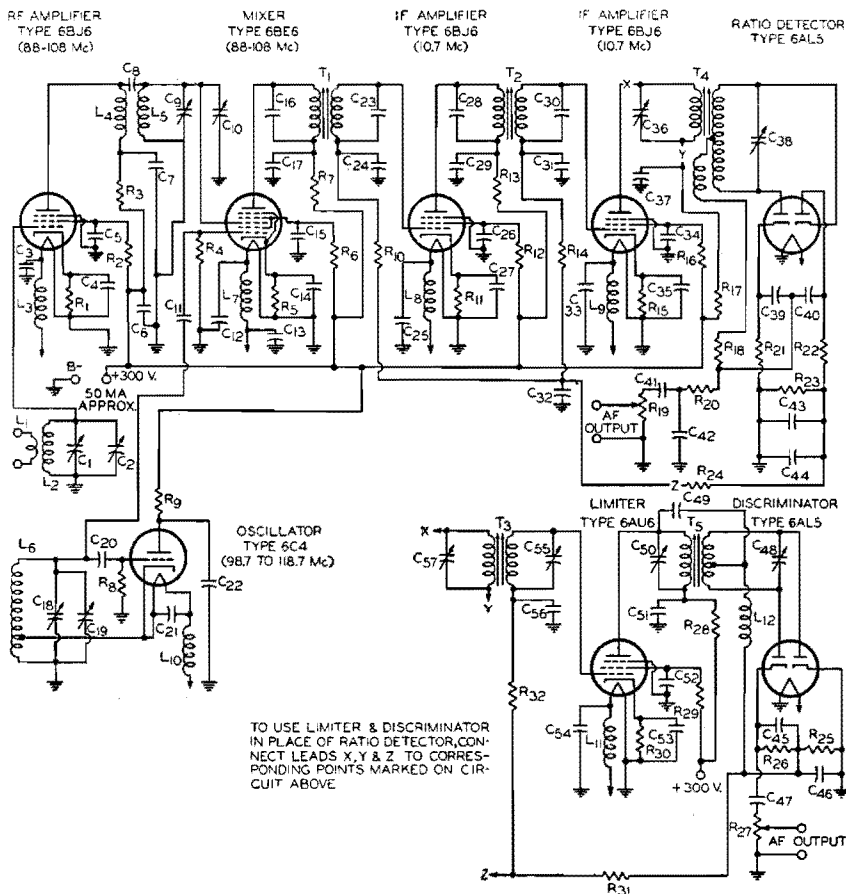 RF AMPLIFIER
TYPE 6BJ6
(88-108 Mc)
MIXER
TYPE 6BE6
(88-108 Mc)
IF AMPLIFIER
TYPE 6BJ6
(10.7 Mc)
IF AMPLIFIER
TYPE 6BJ6
(10.7 Mc)
RATIO DETECTOR
TYPE 6AL5
C8
L4
L5
C9
C10
C16
T1
C23
C28
T2
C30
X
C36
T4
C38
R3
C7
C17
R7
C24
C29
R13
C31
C37
Y
C3
C5
R2
L3
C4
R1
C6
C11
R4
C15
R6
L7
R5
C14
C12
C13
R10
C26
R12
L8
R11
C27
C25
R14
C34
R16
L9
C35
R15
C33
R17
R18
C39
C40
R21
R22
R23
C43
C44
B-
+300 V.
50 MA
APPROX.
C32
C41
R19
R20
C42
AF
OUTPUT
Z
R24
L1
L2
C1
C2
R9
OSCILLATOR
TYPE 6C4
(98.7 TO 118.7 Mc)
L6
C20
R8
C18
C19
C21
L10
C22
LIMITER
TYPE 6AU6
C49
DISCRIMINATOR
TYPE 6AL5
X
C57
T3
Y
C55
C56
C50
T5
C48
C51
R28
L12
R32
C52
R29
C54
L11
C53
R30
+300 V.
C45
R26
R25
C46
C47
R27
AF OUTPUT
Z
R31
TO USE LIMITER & DISCRIMINATOR
IN PLACE OF RATIO DETECTOR, CON-
NECT LEADS X, Y & Z TO CORRES-
PONDING POINTS MARKED ON CIR-
CUIT ABOVE